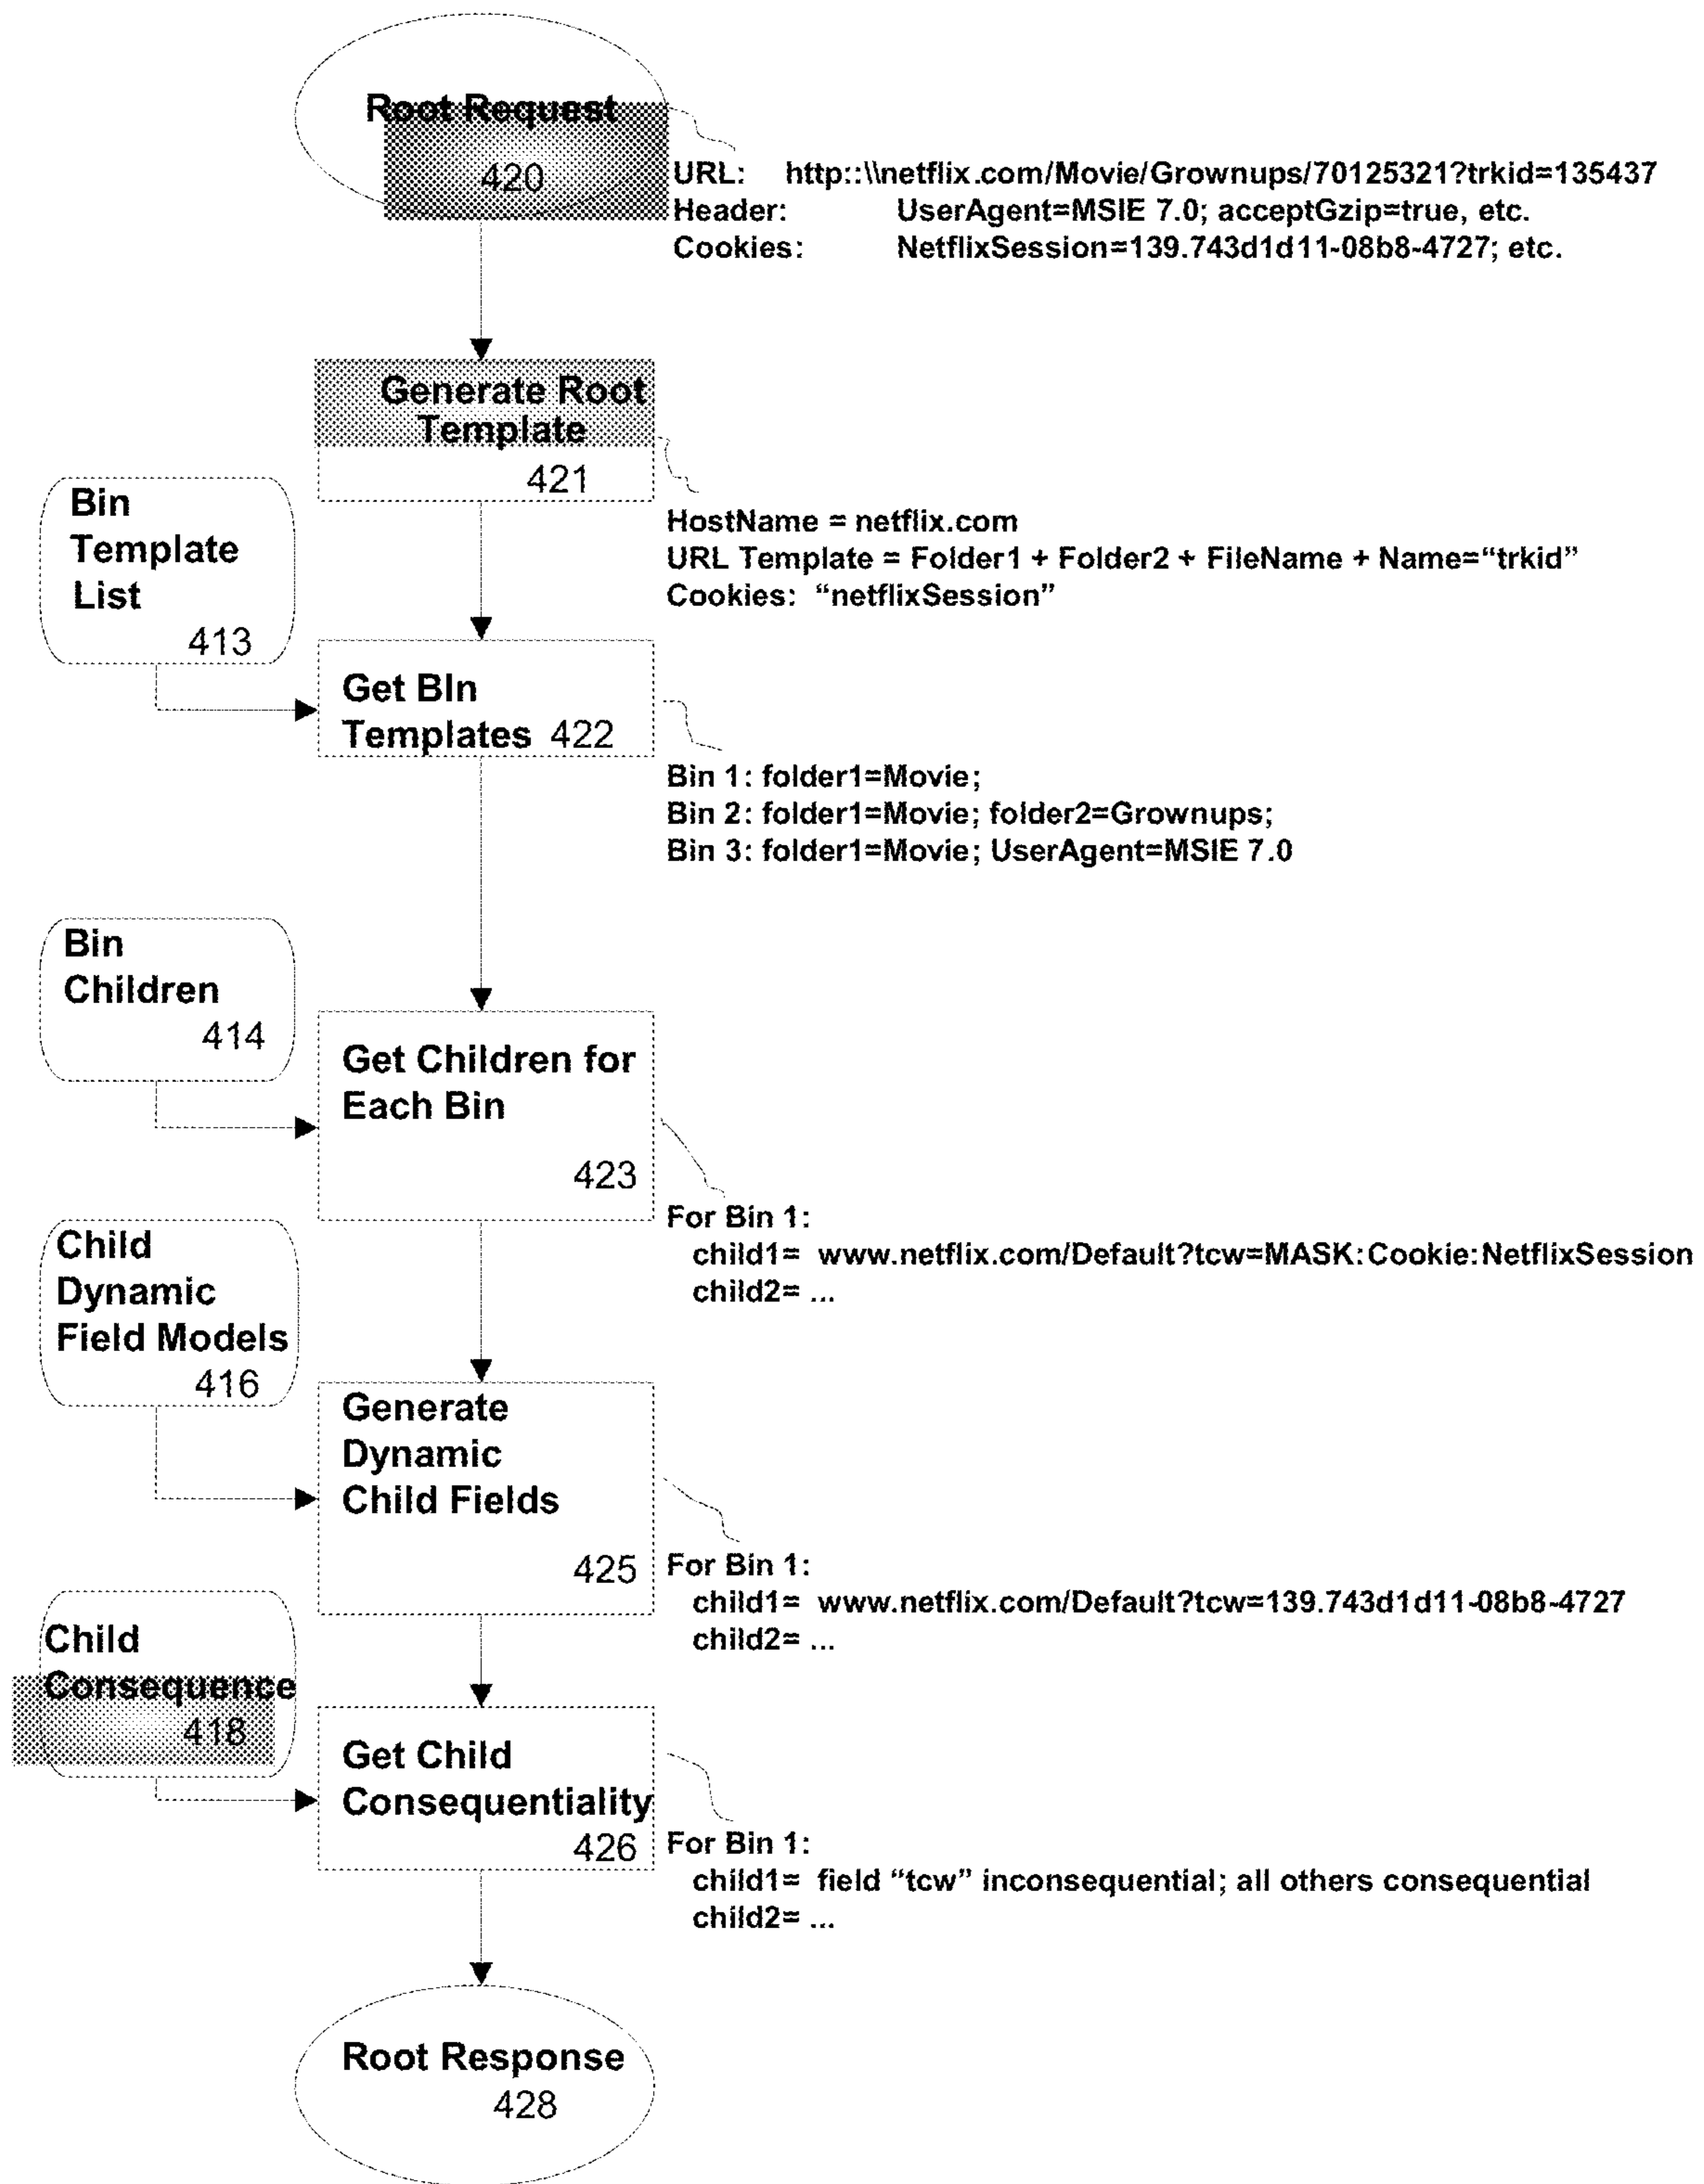 Root Request
420
URL: http::\\netflix.com/Movie/Grownups/70125321?trkid=135437
Header: UserAgent=MSIE 7.0; acceptGzip=true, etc.
Cookies: NetflixSession=139.743d1d11-08b8-4727; etc.
Generate Root
Template
421
HostName = netflix.com
URL Template = Folder1 + Folder2 + FileName + Name=“trkid”
Cookies: “netflixSession”
Bin
Template
List
413
Get BIn
Templates 422
Bin 1: folder1=Movie;
Bin 2: folder1=Movie; folder2=Grownups;
Bin 3: folder1=Movie; UserAgent=MSIE 7.0
Bin
Children
414
Get Children for
Each Bin
423
For Bin 1:
child1= www.netflix.com/Default?tcw=MASK:Cookie:NetflixSession
child2= ...
Child
Dynamic
Field Models
416
Generate
Dynamic
Child Fields
425
For Bin 1:
child1= www.netflix.com/Default?tcw=139.743d1d11-08b8-4727
child2= ...
Child
Consequence
418
Get Child
Consequentiality
426
For Bin 1:
child1= field “tcw” inconsequential; all others consequential
child2= ...
Root Response
428